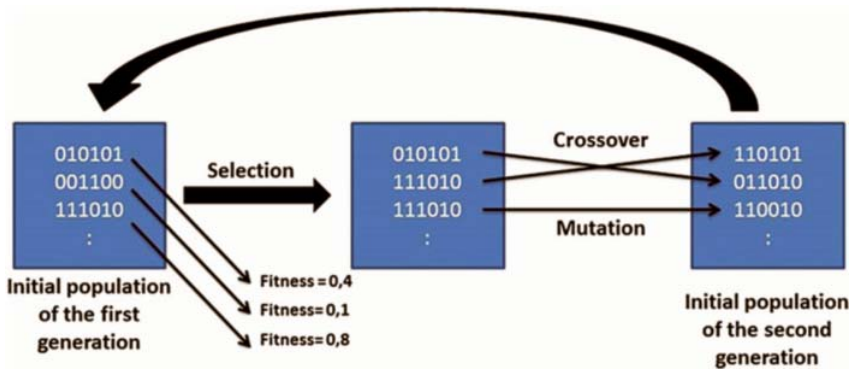 010101
001100
111010
:
Initial population
of the first
generation
Selection
Fitness=0,4
Fitness=0,1
Fitness=0,8
010101
111010
111010
:
Crossover
Mutation
110101
011010
110010
:
Initial population
of the second
generation